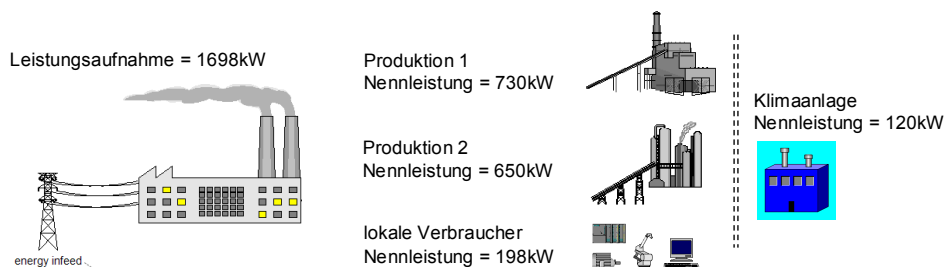 Leistungsaufnahme = 1698kW
Produktion 1
Nennleistung = 730kW
Klimaanlage
Nennleistung = 120kW
Produktion 2
Nennleistung = 650kW
lokale Verbraucher
Nennleistung = 198kW
energy infeed